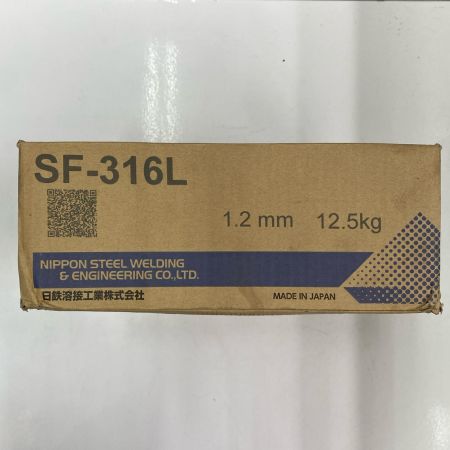 SF-316L
1.2 mm 12.5kg
NIPPON STEEL WELDING
& ENGINEERING CO.,LTD.
日鉄溶接工業株式会社
MADE IN JAPAN